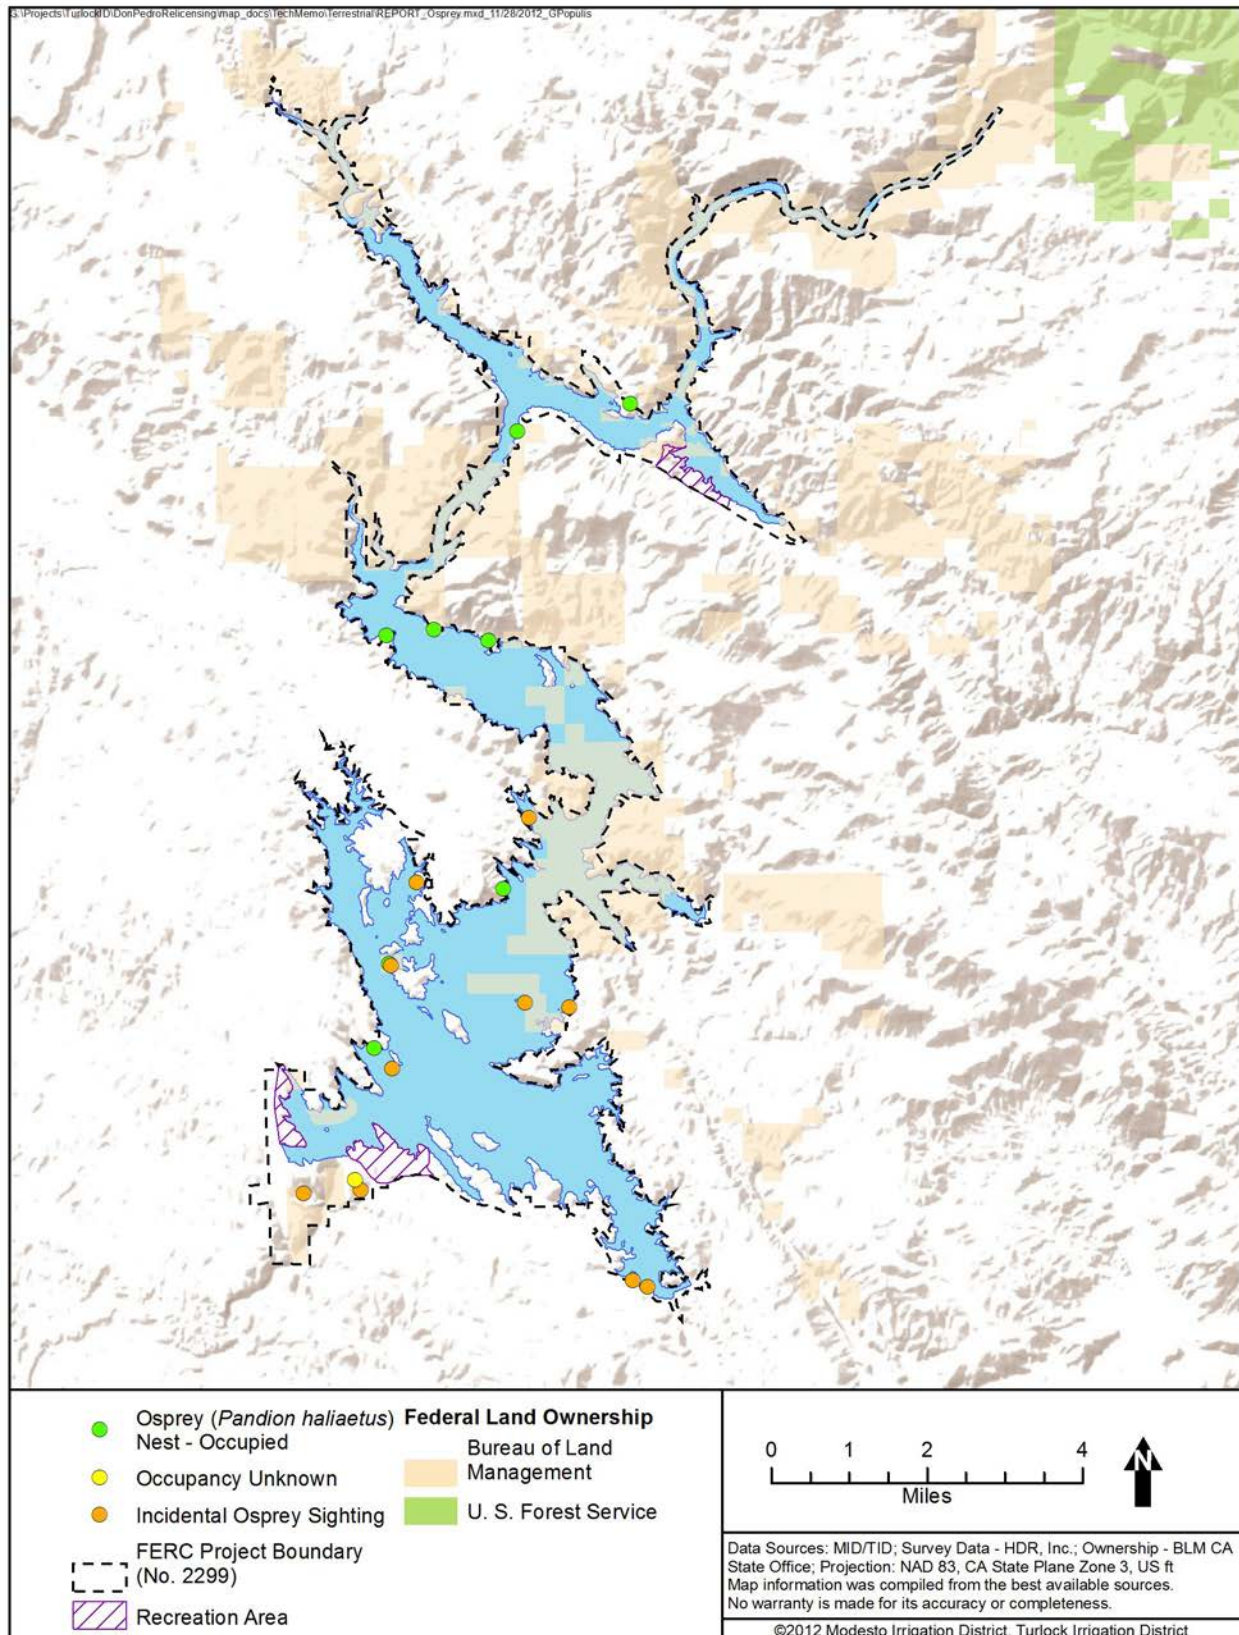 G:\Projects\TurlockID\DonPedroRelicensing\map_docs\TechMemo\Terrestrial\REPORT_Osprey.mxd_11/28/2012_GPopulis
Osprey (Pandion haliaetus)
Nest - Occupied
Occupancy Unknown
Incidental Osprey Sighting
FERC Project Boundary
(No. 2299)
Recreation Area
Federal Land Ownership
Bureau of Land
Management
U. S. Forest Service
0 1 2 4
Miles
N
Data Sources: MID/TID; Survey Data - HDR, Inc.; Ownership - BLM CA
State Office; Projection: NAD 83, CA State Plane Zone 3, US ft
Map information was compiled from the best available sources.
No warranty is made for its accuracy or completeness.
©2012 Modesto Irrigation District, Turlock Irrigation District